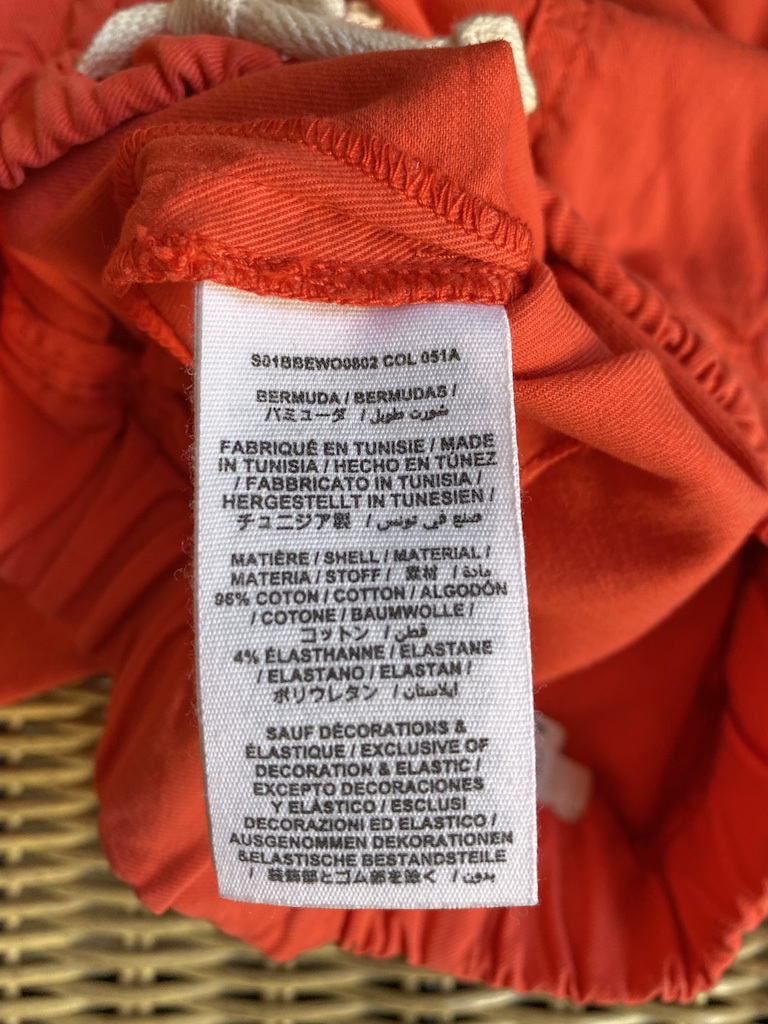 S01BBEWO0802 COL 051A
BERMUDA / BERMUDAS /
バミューダ / شورت طويل
FABRIQUÉ EN TUNISIE / MADE
IN TUNISIA / HECHO EN TÚNEZ
/ FABBRICATO IN TUNISIA /
HERGESTELLT IN TUNESIEN /
チュニジア製 / صنع في تونس
MATIÈRE / SHELL / MATERIAL /
MATERIA / STOFF / 素材 / مادة
96% COTON / COTTON / ALGODÓN
/ COTONE / BAUMWOLLE /
コットン / قطن
4% ÉLASTHANNE / ELASTANE
/ ELASTANO / ELASTAN /
ポリウレタン / ايلاستان
SAUF DÉCORATIONS &
ÉLASTIQUE / EXCLUSIVE OF
DECORATION & ELASTIC /
EXCEPTO DECORACIONES
Y ELASTICO / ESCLUSI
DECORAZIONI ED ELASTICO /
AUSGENOMMEN DEKORATIONEN
&ELASTISCHE BESTANDSTEILE
/ 装飾部とゴム部を除く / بدون